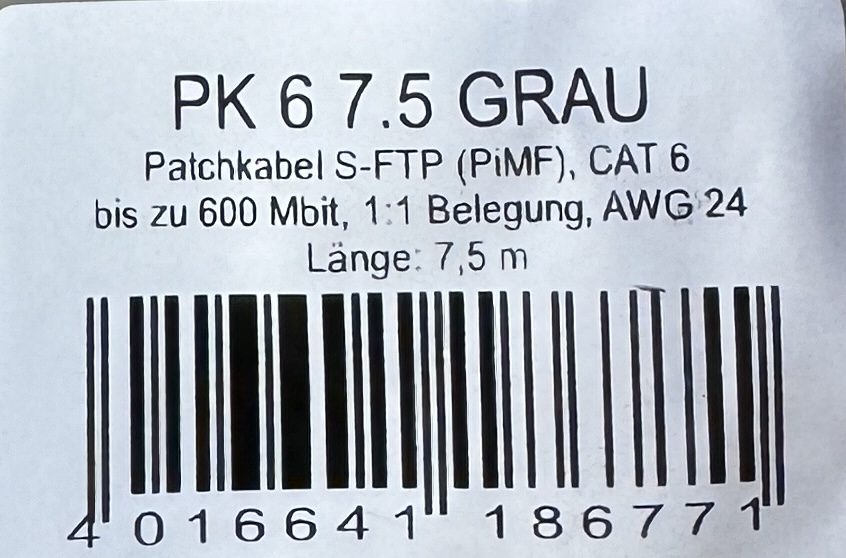 PK 6 7.5 GRAU
Patchkabel S-FTP (PiMF), CAT 6
bis zu 600 Mbit, 1:1 Belegung, AWG 24
Länge: 7,5 m
4 016641 186771